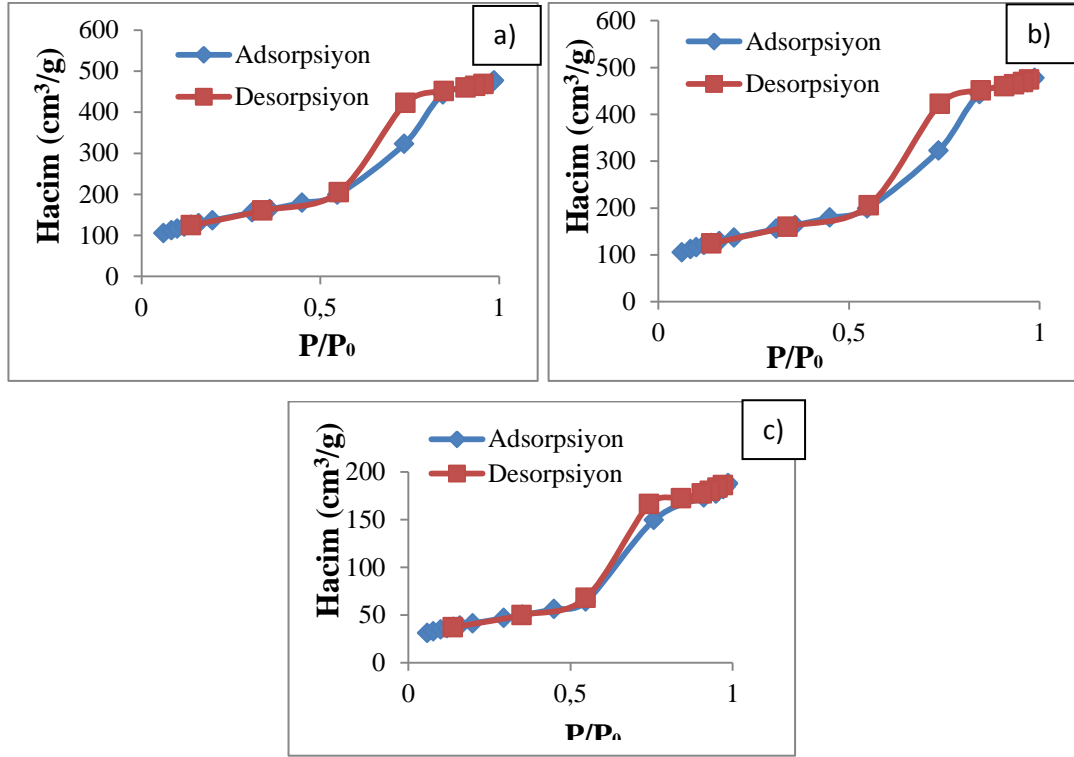 a)
Adsorpsiyon
Desorpsiyon
Hacim (cm³/g)
600
500
400
300
200
100
0
0
0,5
1
P/P₀
b)
Adsorpsiyon
Desorpsiyon
Hacim (cm³/g)
600
500
400
300
200
100
0
0
0,5
1
P/P₀
c)
Adsorpsiyon
Desorpsiyon
Hacim (cm³/g)
200
150
100
50
0
0
0,5
1
P/P₀